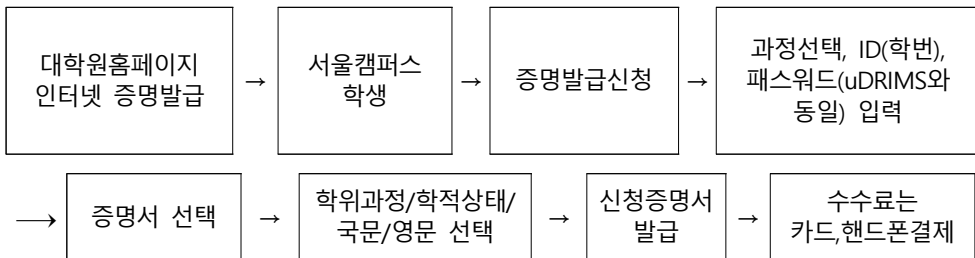 대학원홈페이지
인터넷 증명발급
→
서울캠퍼스
학생
→
증명발급신청
→
과정선택, ID(학번),
패스워드(uDRIMS와
동일) 입력
→
증명서 선택
→
학위과정/학적상태/
국문/영문 선택
→
신청증명서
발급
→
수수료는
카드,핸드폰결제